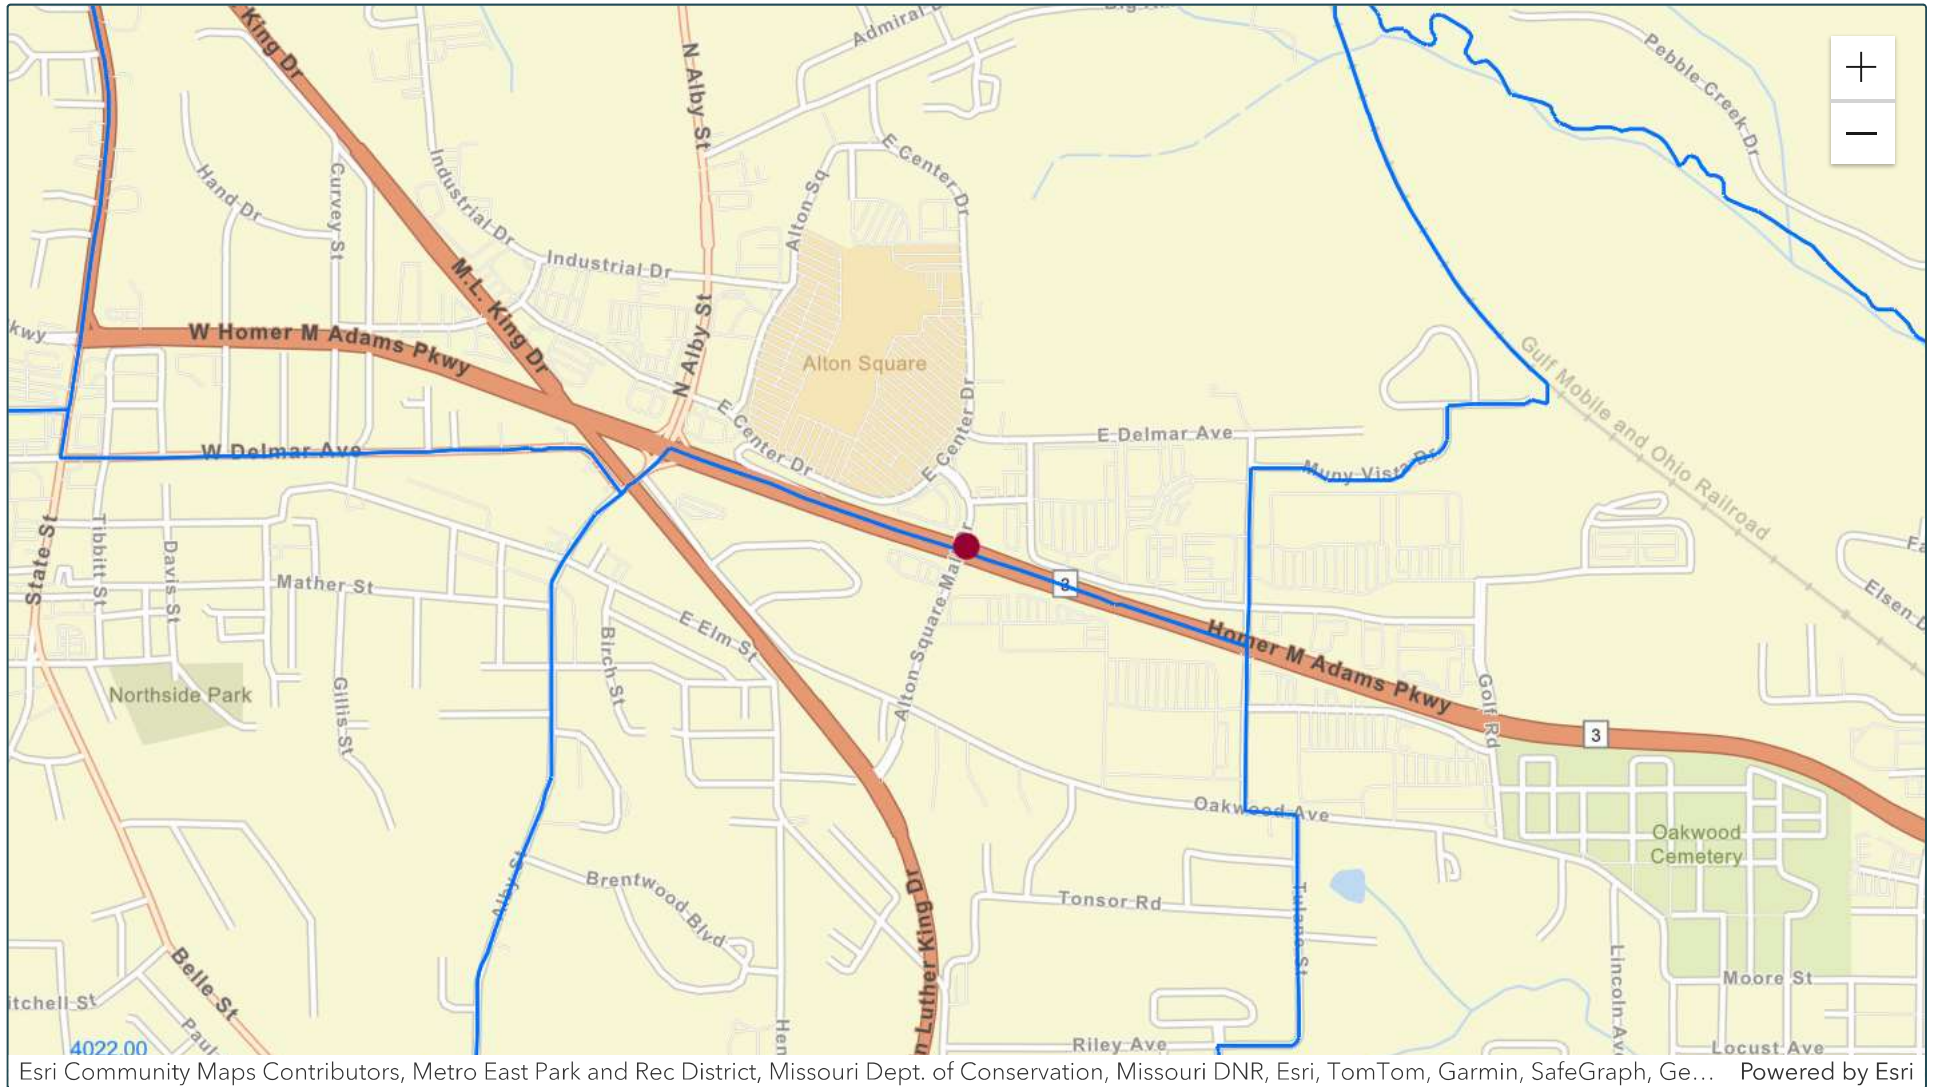 King Dr
N Alby St
Admiral
Pebble Creek Dr
+
−
Industrial Dr
E Center Dr
Alton Sq
Hand Dr
Curvey St
M.L. King Dr
Industrial Dr
N Alby St
kwy
W Homer M Adams Pkwy
Alton Square
Gulf Mobile and Ohio Railroad
E Center Dr
E Center Dr
E Delmar Ave
W Delmar Ave
Muny Vista Dr
State St
Tibbitt St
Davis St
Mather St
3
Elsen D
Alton Square Ma
Birch St
E Elm St
Homer M Adams Pkwy
Northside Park
Gillis St
Golf Rd
3
Oakwood Ave
Oakwood
Cemetery
Alby St
Brentwood Blvd
Luther King Dr
Tonsor Rd
Tulane St
Lincoln Av
Moore St
Belle St
itchell St
Paul
Hen
Riley Ave
Locust Ave
4022.00
Esri Community Maps Contributors, Metro East Park and Rec District, Missouri Dept. of Conservation, Missouri DNR, Esri, TomTom, Garmin, SafeGraph, Ge... Powered by Esri